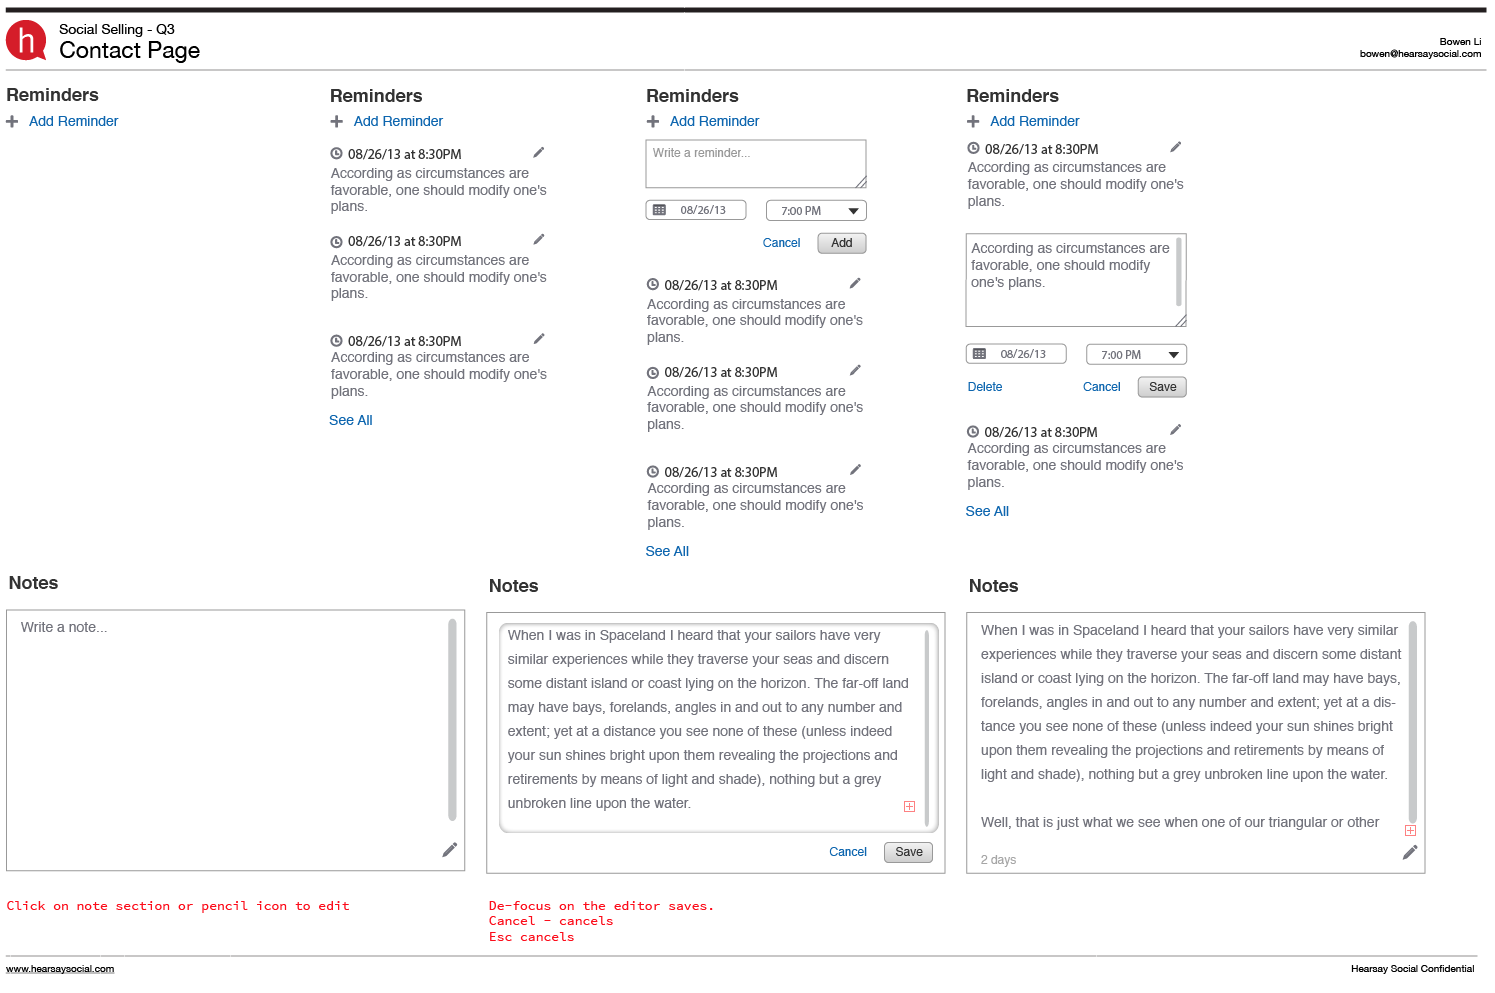 h
Social Selling - Q3
Contact Page
Bowen Li
bowen@hearsaysocial.com
Reminders
Add Reminder
Reminders
Add Reminder
08/26/13 at 8:30PM
According as circumstances are
favorable, one should modify one's
plans.
08/26/13 at 8:30PM
According as circumstances are
favorable, one should modify one's
plans.
08/26/13 at 8:30PM
According as circumstances are
favorable, one should modify one's
plans.
See All
Reminders
Add Reminder
Write a reminder...
08/26/13
7:00 PM
Cancel
Add
08/26/13 at 8:30PM
According as circumstances are
favorable, one should modify one's
plans.
08/26/13 at 8:30PM
According as circumstances are
favorable, one should modify one's
plans.
08/26/13 at 8:30PM
According as circumstances are
favorable, one should modify one's
plans.
See All
Reminders
Add Reminder
08/26/13 at 8:30PM
According as circumstances are
favorable, one should modify one's
plans.
According as circumstances are
favorable, one should modify
one's plans.
08/26/13
7:00 PM
Delete
Cancel
Save
08/26/13 at 8:30PM
According as circumstances are
favorable, one should modify one's
plans.
See All
Notes
Write a note...
Click on note section or pencil icon to edit
Notes
When I was in Spaceland I heard that your sailors have very
similar experiences while they traverse your seas and discern
some distant island or coast lying on the horizon. The far-off land
may have bays, forelands, angles in and out to any number and
extent; yet at a distance you see none of these (unless indeed
your sun shines bright upon them revealing the projections and
retirements by means of light and shade), nothing but a grey
unbroken line upon the water.
Cancel
Save
De-focus on the editor saves.
Cancel - cancels
Esc cancels
Notes
When I was in Spaceland I heard that your sailors have very similar
experiences while they traverse your seas and discern some distant
island or coast lying on the horizon. The far-off land may have bays,
forelands, angles in and out to any number and extent; yet at a dis-
tance you see none of these (unless indeed your sun shines bright
upon them revealing the projections and retirements by means of
light and shade), nothing but a grey unbroken line upon the water.
Well, that is just what we see when one of our triangular or other
2 days
www.hearsaysocial.com
Hearsay Social Confidential